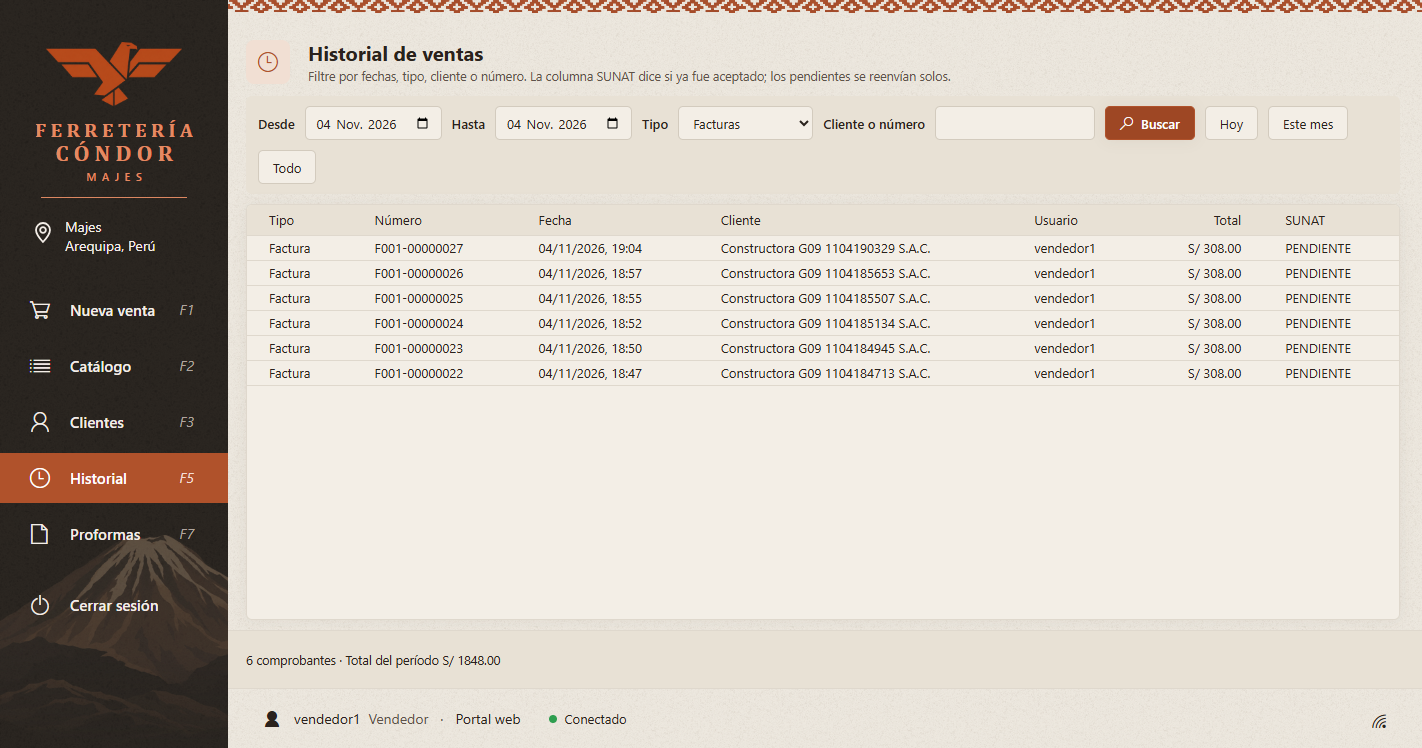 FERRETERÍA
CÓNDOR
MAJES
Majes
Arequipa, Perú
Nueva venta F1
Catálogo F2
Clientes F3
Historial F5
Proformas F7
Cerrar sesión
Historial de ventas
Filtre por fechas, tipo, cliente o número. La columna SUNAT dice si ya fue aceptado; los pendientes se reenvían solos.
Desde 04 Nov. 2026 Hasta 04 Nov. 2026 Tipo Facturas Cliente o número Buscar Hoy Este mes
Todo
Tipo Número Fecha Cliente Usuario Total SUNAT
Factura F001-00000027 04/11/2026, 19:04 Constructora G09 1104190329 S.A.C. vendedor1 S/ 308.00 PENDIENTE
Factura F001-00000026 04/11/2026, 18:57 Constructora G09 1104185653 S.A.C. vendedor1 S/ 308.00 PENDIENTE
Factura F001-00000025 04/11/2026, 18:55 Constructora G09 1104185507 S.A.C. vendedor1 S/ 308.00 PENDIENTE
Factura F001-00000024 04/11/2026, 18:52 Constructora G09 1104185134 S.A.C. vendedor1 S/ 308.00 PENDIENTE
Factura F001-00000023 04/11/2026, 18:50 Constructora G09 1104184945 S.A.C. vendedor1 S/ 308.00 PENDIENTE
Factura F001-00000022 04/11/2026, 18:47 Constructora G09 1104184713 S.A.C. vendedor1 S/ 308.00 PENDIENTE
6 comprobantes · Total del período S/ 1848.00
vendedor1 Vendedor · Portal web Conectado